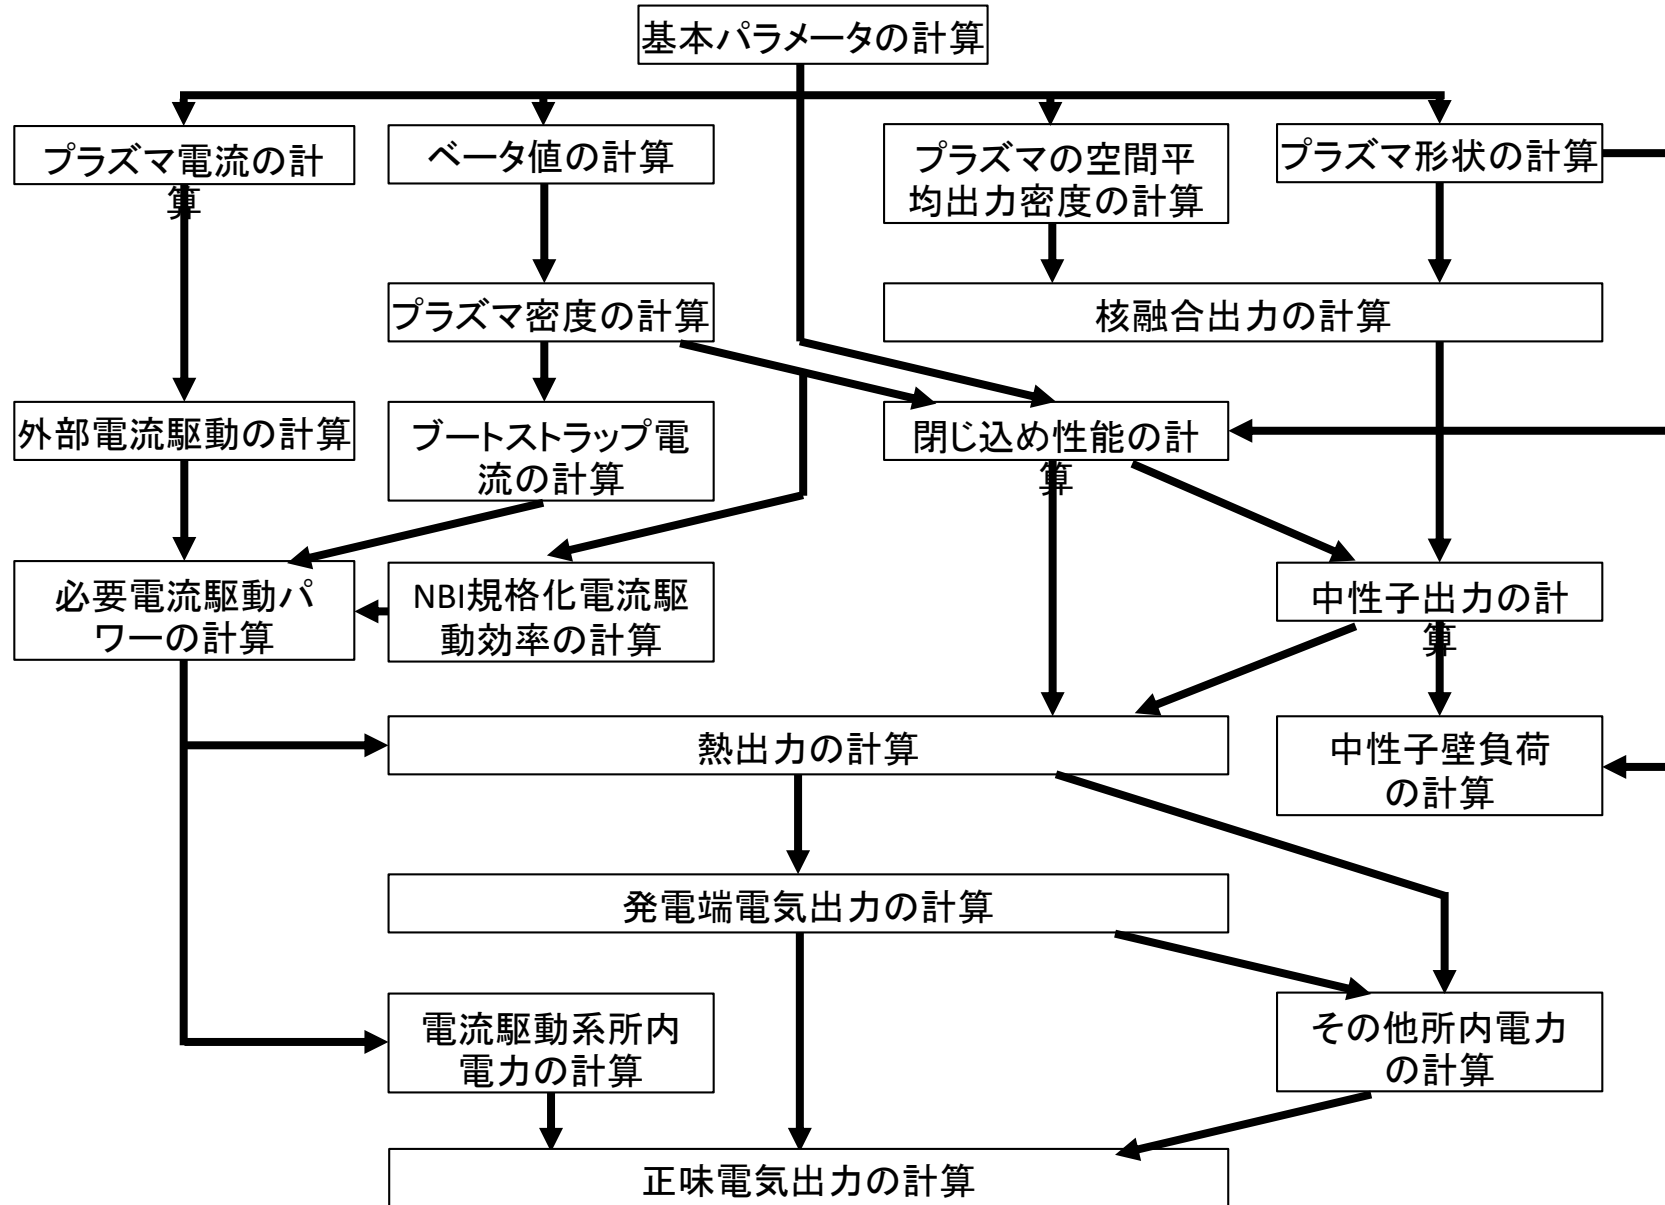 基本パラメータの計算
プラズマ電流の計
算
ベータ値の計算
プラズマの空間平
均出力密度の計算
プラズマ形状の計算
プラズマ密度の計算
核融合出力の計算
外部電流駆動の計算
ブートストラップ電
流の計算
閉じ込め性能の計
算
必要電流駆動パ
ワーの計算
NBI規格化電流駆
動効率の計算
中性子出力の計
算
熱出力の計算
中性子壁負荷
の計算
発電端電気出力の計算
電流駆動系所内
電力の計算
その他所内電力
の計算
正味電気出力の計算